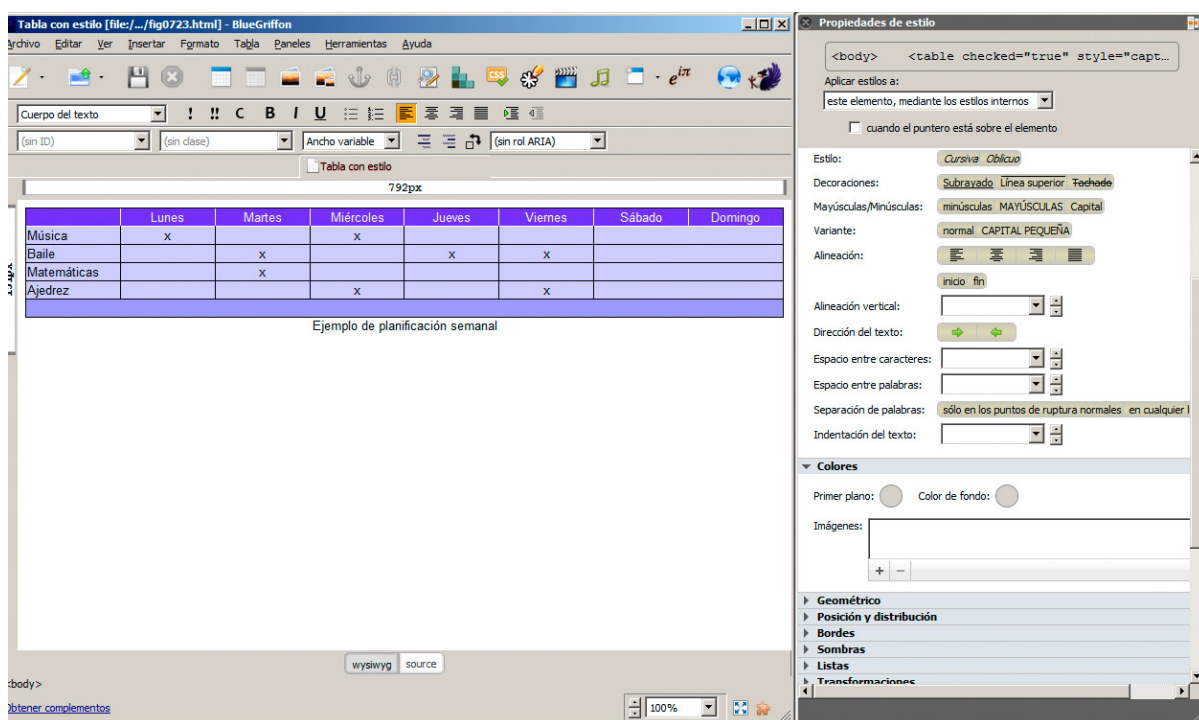 Tabla con estilo [file:/.../fig0723.html] - BlueGriffon
Archivo Editar Ver Insertar Formato Tabla Paneles Herramientas Ayuda
CSS
e^iπ
Cuerpo del texto ! !! C B I U
(sin ID) (sin clase) Ancho variable (sin rol ARIA)
Tabla con estilo
792px
Lunes Martes Miércoles Jueves Viernes Sábado Domingo
Música x x
Baile x x x
Matemáticas x
Ajedrez x x
Ejemplo de planificación semanal
wysiwyg source
<body>
Obtener complementos
100%
Propiedades de estilo
<body> <table checked="true" style="capt...
Aplicar estilos a:
este elemento, mediante los estilos internos
cuando el puntero está sobre el elemento
Estilo: Cursiva Oblicuo
Decoraciones: Subrayado Línea superior Tachado
Mayúsculas/Minúsculas: minúsculas MAYÚSCULAS Capital
Variante: normal CAPITAL PEQUEÑA
Alineación:
inicio fin
Alineación vertical:
Dirección del texto:
Espacio entre caracteres:
Espacio entre palabras:
Separación de palabras: sólo en los puntos de ruptura normales en cualquier l
Indentación del texto:
Colores
Primer plano: Color de fondo:
Imágenes:
+ −
Geométrico
Posición y distribución
Bordes
Sombras
Listas
Transformaciones